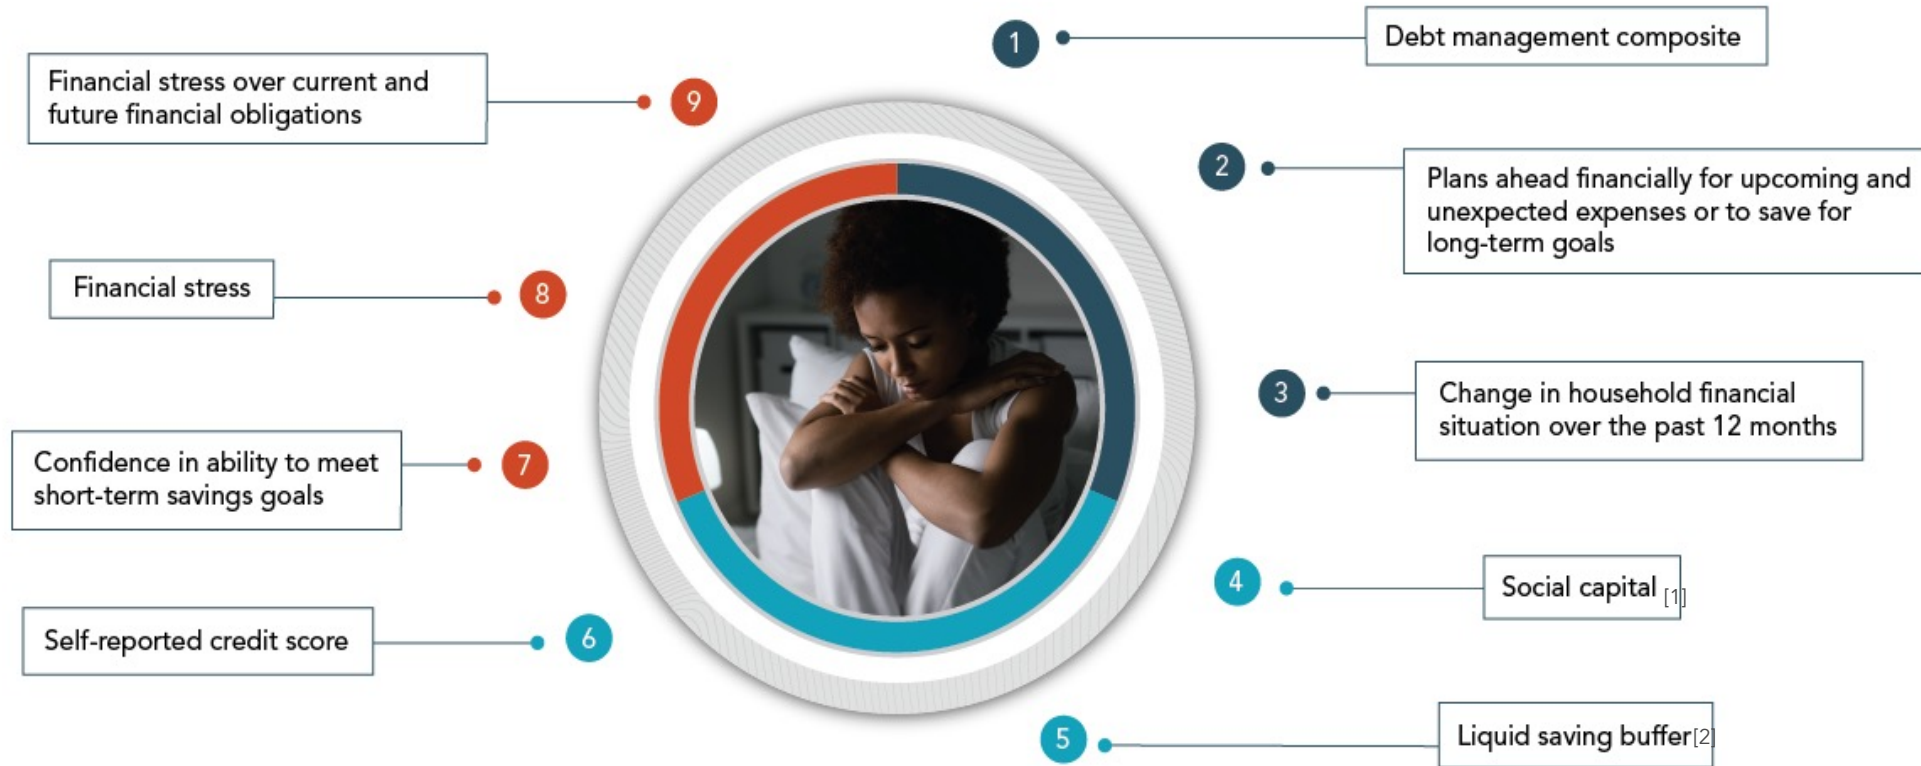 1
Debt management composite
2
Plans ahead financially for upcoming and
unexpected expenses or to save for
long-term goals
3
Change in household financial
situation over the past 12 months
4
Social capital [1]
5
Liquid saving buffer[2]
6
Self-reported credit score
7
Confidence in ability to meet
short-term savings goals
8
Financial stress
9
Financial stress over current and
future financial obligations